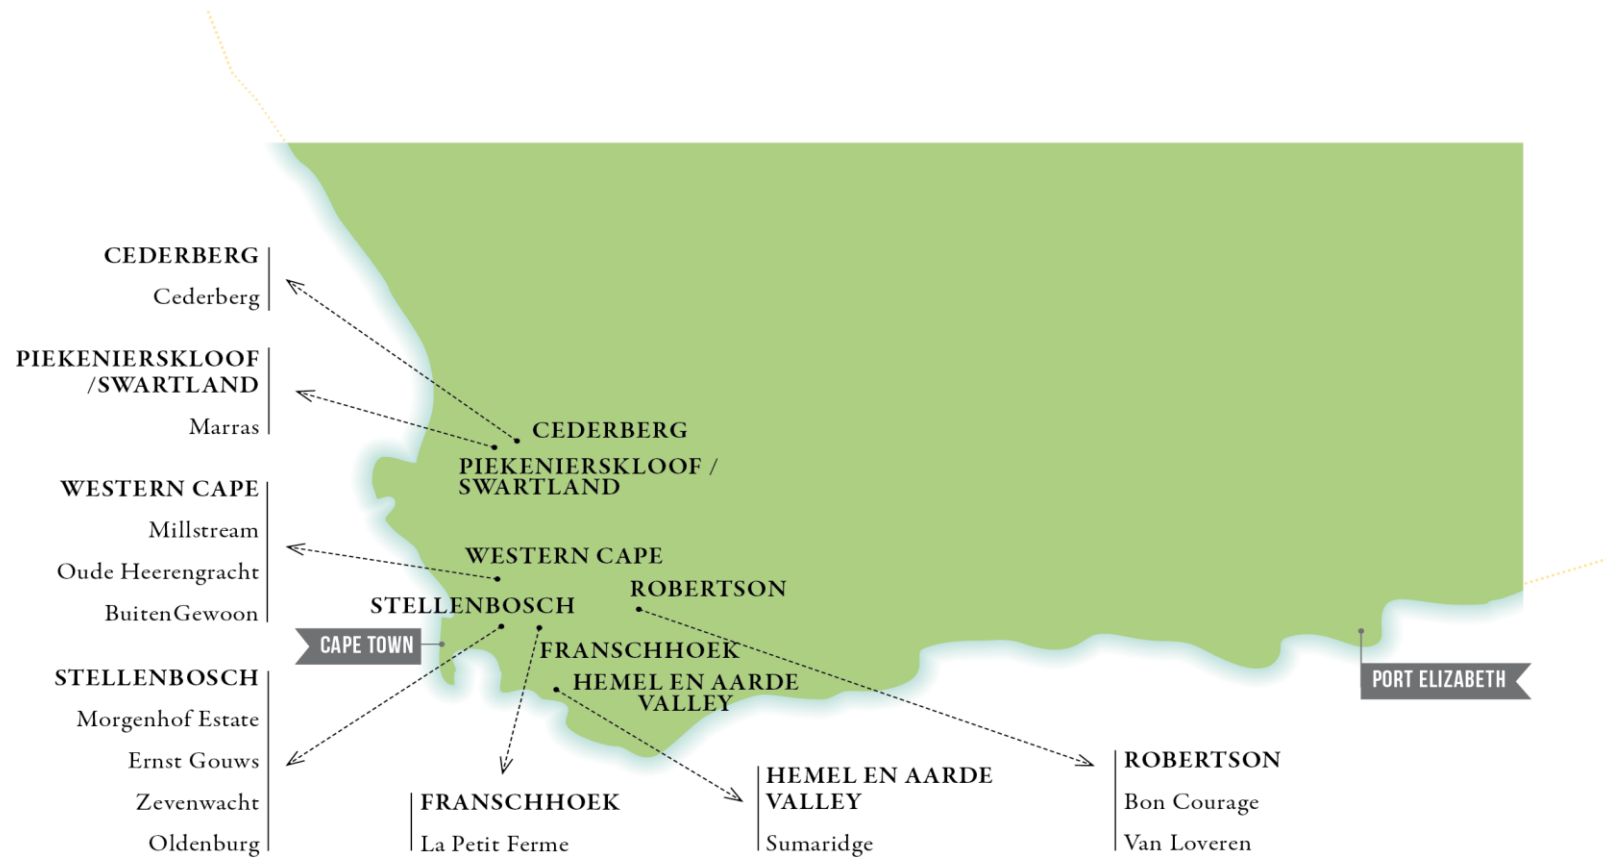 CEDERBERG
Cederberg
PIEKENIERSKLOOF
/SWARTLAND
Marras
WESTERN CAPE
Millstream
Oude Heerengracht
BuitenGewoon
STELLENBOSCH
Morgenhof Estate
Ernst Gouws
Zevenwacht
Oldenburg
CEDERBERG
PIEKENIERSKLOOF /
SWARTLAND
WESTERN CAPE
ROBERTSON
STELLENBOSCH
CAPE TOWN
FRANSCHHOEK
HEMEL EN AARDE
VALLEY
PORT ELIZABETH
FRANSCHHOEK
La Petit Ferme
HEMEL EN AARDE
VALLEY
Sumaridge
ROBERTSON
Bon Courage
Van Loveren